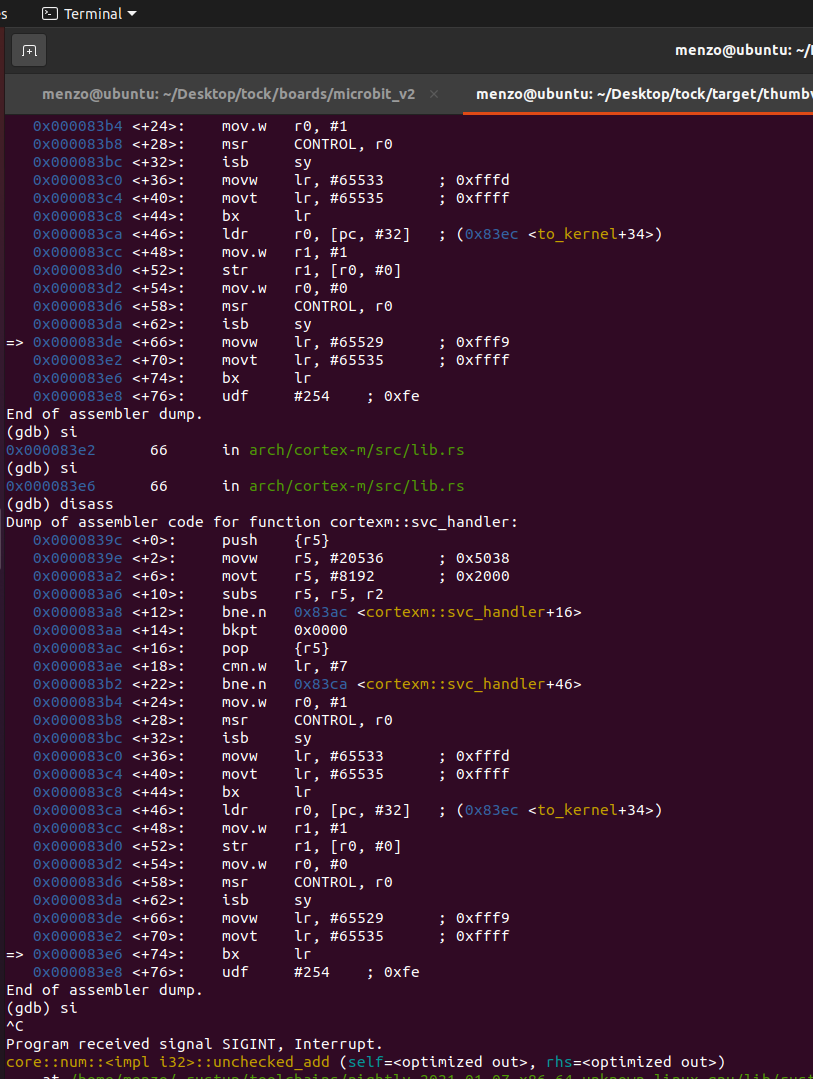 s Terminal
menzo@ubuntu: ~/
menzo@ubuntu: ~/Desktop/tock/boards/microbit_v2 × menzo@ubuntu: ~/Desktop/tock/target/thumbv
0x000083b4 <+24>: mov.w r0, #1
0x000083b8 <+28>: msr CONTROL, r0
0x000083bc <+32>: isb sy
0x000083c0 <+36>: movw lr, #65533 ; 0xfffd
0x000083c4 <+40>: movt lr, #65535 ; 0xffff
0x000083c8 <+44>: bx lr
0x000083ca <+46>: ldr r0, [pc, #32] ; (0x83ec <to_kernel+34>)
0x000083cc <+48>: mov.w r1, #1
0x000083d0 <+52>: str r1, [r0, #0]
0x000083d2 <+54>: mov.w r0, #0
0x000083d6 <+58>: msr CONTROL, r0
0x000083da <+62>: isb sy
=> 0x000083de <+66>: movw lr, #65529 ; 0xfff9
0x000083e2 <+70>: movt lr, #65535 ; 0xffff
0x000083e6 <+74>: bx lr
0x000083e8 <+76>: udf #254 ; 0xfe
End of assembler dump.
(gdb) si
0x000083e2 66 in arch/cortex-m/src/lib.rs
(gdb) si
0x000083e6 66 in arch/cortex-m/src/lib.rs
(gdb) disass
Dump of assembler code for function cortexm::svc_handler:
0x0000839c <+0>: push {r5}
0x0000839e <+2>: movw r5, #20536 ; 0x5038
0x000083a2 <+6>: movt r5, #8192 ; 0x2000
0x000083a6 <+10>: subs r5, r5, r2
0x000083a8 <+12>: bne.n 0x83ac <cortexm::svc_handler+16>
0x000083aa <+14>: bkpt 0x0000
0x000083ac <+16>: pop {r5}
0x000083ae <+18>: cmn.w lr, #7
0x000083b2 <+22>: bne.n 0x83ca <cortexm::svc_handler+46>
0x000083b4 <+24>: mov.w r0, #1
0x000083b8 <+28>: msr CONTROL, r0
0x000083bc <+32>: isb sy
0x000083c0 <+36>: movw lr, #65533 ; 0xfffd
0x000083c4 <+40>: movt lr, #65535 ; 0xffff
0x000083c8 <+44>: bx lr
0x000083ca <+46>: ldr r0, [pc, #32] ; (0x83ec <to_kernel+34>)
0x000083cc <+48>: mov.w r1, #1
0x000083d0 <+52>: str r1, [r0, #0]
0x000083d2 <+54>: mov.w r0, #0
0x000083d6 <+58>: msr CONTROL, r0
0x000083da <+62>: isb sy
0x000083de <+66>: movw lr, #65529 ; 0xfff9
0x000083e2 <+70>: movt lr, #65535 ; 0xffff
=> 0x000083e6 <+74>: bx lr
0x000083e8 <+76>: udf #254 ; 0xfe
End of assembler dump.
(gdb) si
^C
Program received signal SIGINT, Interrupt.
core::num::<impl i32>::unchecked_add (self=<optimized out>, rhs=<optimized out>)
at